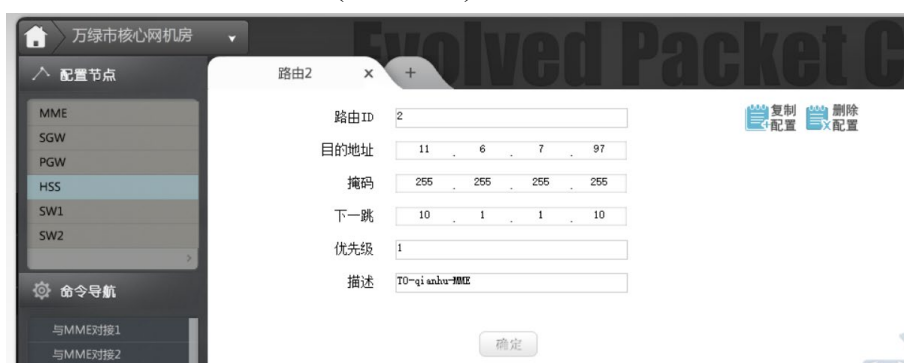 万绿市核心网机房
Evolved Packet C
配置节点
路由2 × +
MME
SGW
PGW
HSS
SW1
SW2
命令导航
与MME对接1
与MME对接2
路由ID 2
目的地址 11 . 6 . 7 . 97
掩码 255 . 255 . 255 . 255
下一跳 10 . 1 . 1 . 10
优先级 1
描述 TO-qianhu-MME
复制配置
删除配置
确定